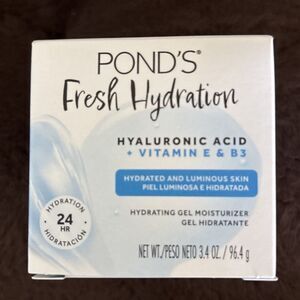 POND'S®
Fresh Hydration
HYALURONIC ACID
+ VITAMIN E & B3
HYDRATED AND LUMINOUS SKIN
PIEL LUMINOSA E HIDRATADA
HYDRATION
24
HR
HIDRATACIÓN
HYDRATING GEL MOISTURIZER
GEL HIDRATANTE
NET WT./PESO NETO 3.4 OZ. / 96.4 g